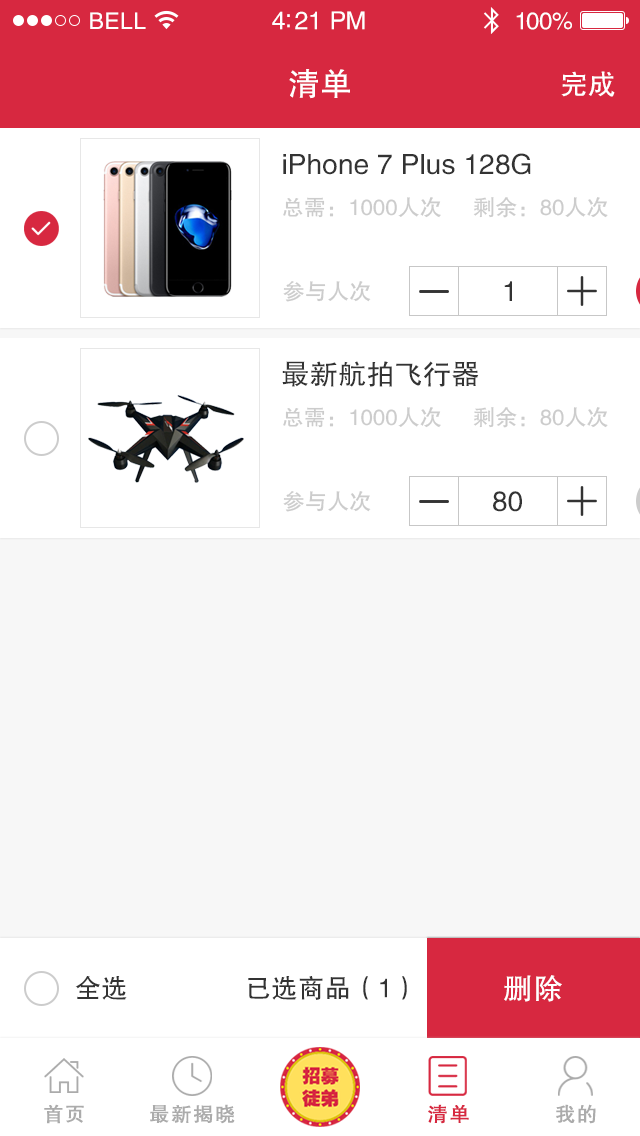 BELL 4:21 PM 100%
清单 完成
iPhone 7 Plus 128G
总需：1000人次 剩余：80人次
参与人次 1
最新航拍飞行器
总需：1000人次 剩余：80人次
参与人次 80
全选 已选商品（1） 删除
招募
徒弟
首页 最新揭晓 清单 我的